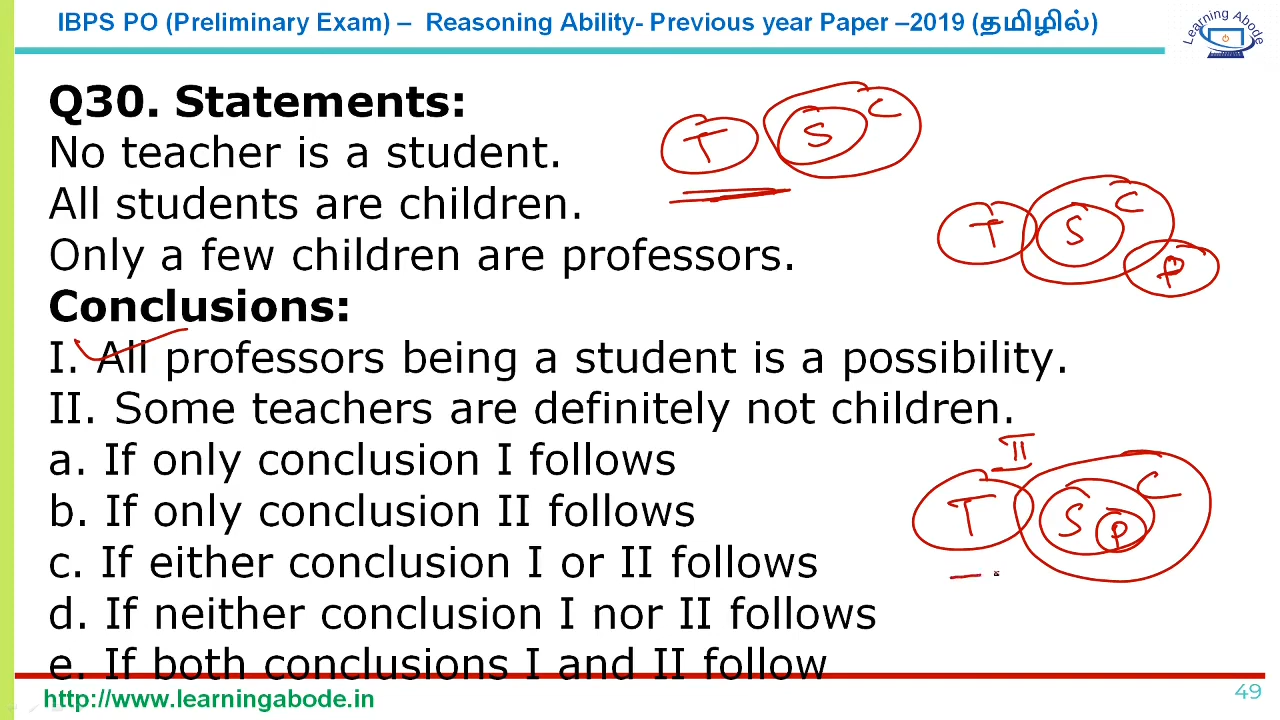 IBPS PO (Preliminary Exam) – Reasoning Ability- Previous year Paper –2019 (தமிழில்)
Learning Abode
Q30. Statements:
No teacher is a student.
All students are children.
Only a few children are professors.
Conclusions:
I. All professors being a student is a possibility.
II. Some teachers are definitely not children.
a. If only conclusion I follows
b. If only conclusion II follows
c. If either conclusion I or II follows
d. If neither conclusion I nor II follows
e. If both conclusions I and II follow
T S C
T S C P
II
T S P C
http://www.learningabode.in
49